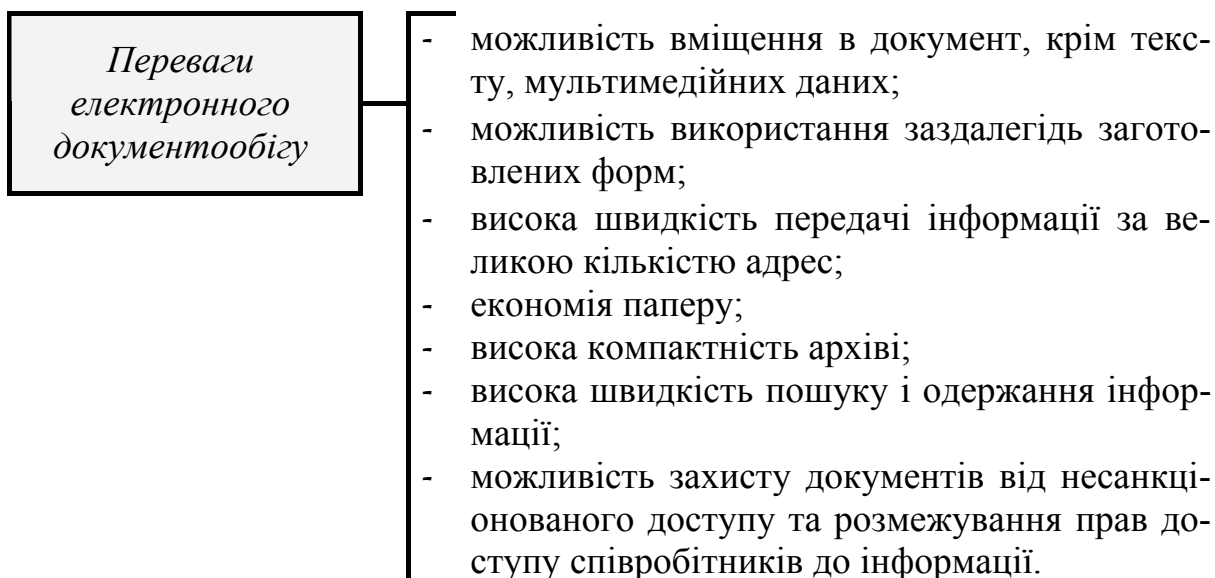 Переваги
електронного
документообігу
- можливість вміщення в документ, крім текс-
ту, мультимедійних даних;
- можливість використання заздалегідь загото-
влених форм;
- висока швидкість передачі інформації за ве-
ликою кількістю адрес;
- економія паперу;
- висока компактність архіві;
- висока швидкість пошуку і одержання інфор-
мації;
- можливість захисту документів від несанкці-
онованого доступу та розмежування прав до-
ступу співробітників до інформації.